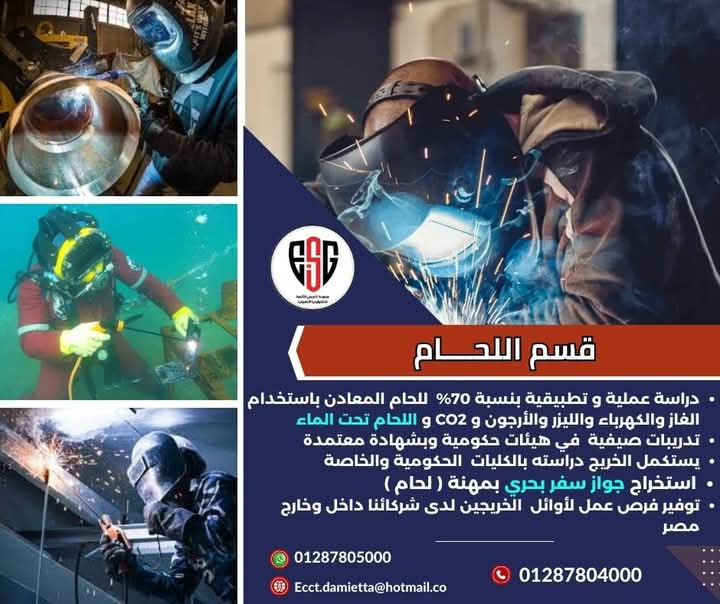 ESG
قسم اللحـــــام
• دراسة عملية و تطبيقية بنسبة 70% للحام المعادن باستخدام
الغاز والكهرباء والليزر والأرجون و CO2 و اللحام تحت الماء
• تدريبات صيفية في هيئات حكومية وبشهادة معتمدة
• يستكمل الخريج دراسته بالكليات الحكومية والخاصة
• استخراج جواز سفر بحري بمهنة ( لحام )
• توفير فرص عمل لأوائل الخريجين لدى شركائنا داخل وخارج
مصر
01287805000
01287804000
Ecct.damietta@hotmail.co